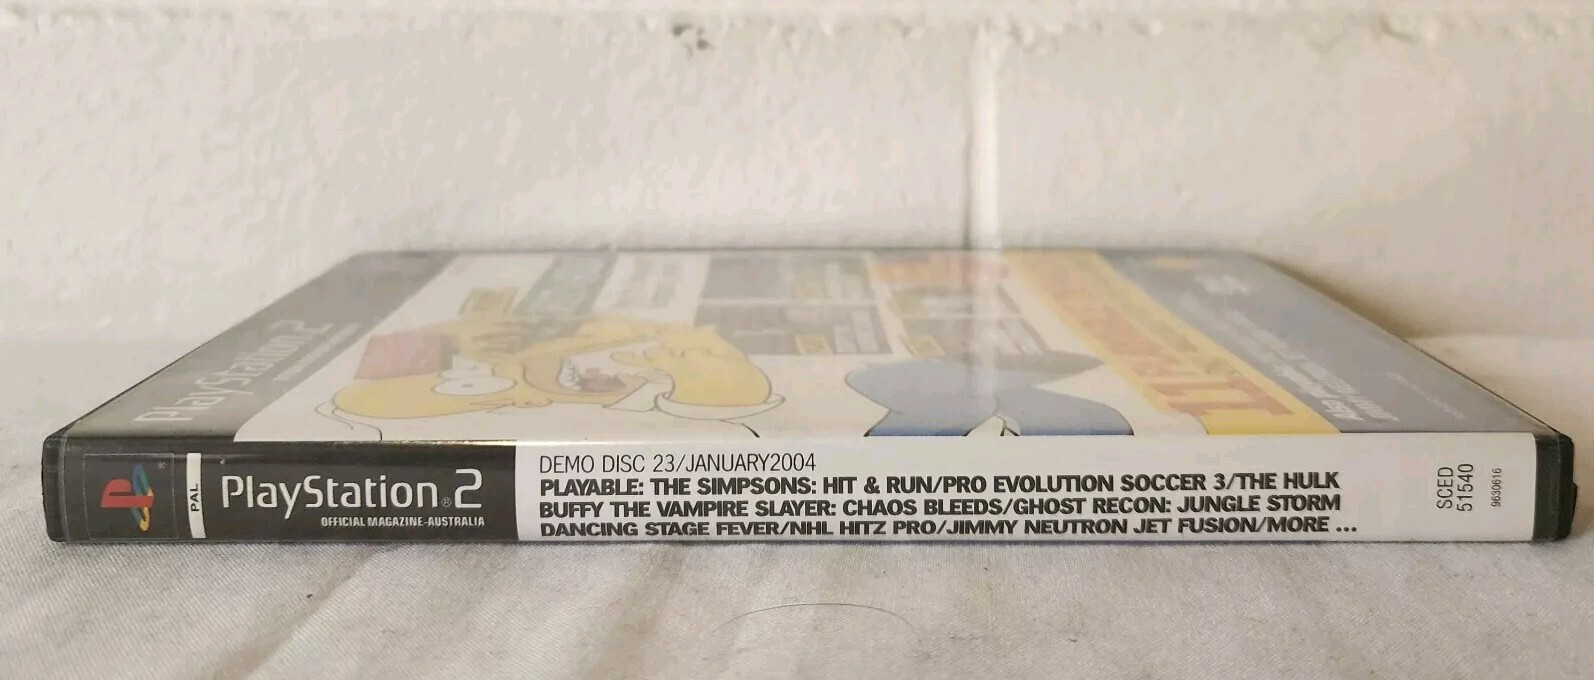 PlayStation 2
PAL
PlayStation®2
OFFICIAL MAGAZINE-AUSTRALIA
DEMO DISC 23/JANUARY2004
PLAYABLE: THE SIMPSONS: HIT & RUN/PRO EVOLUTION SOCCER 3/THE HULK
BUFFY THE VAMPIRE SLAYER: CHAOS BLEEDS/GHOST RECON: JUNGLE STORM
DANCING STAGE FEVER/NHL HITZ PRO/JIMMY NEUTRON JET FUSION/MORE ...
SCED
51540
9630616